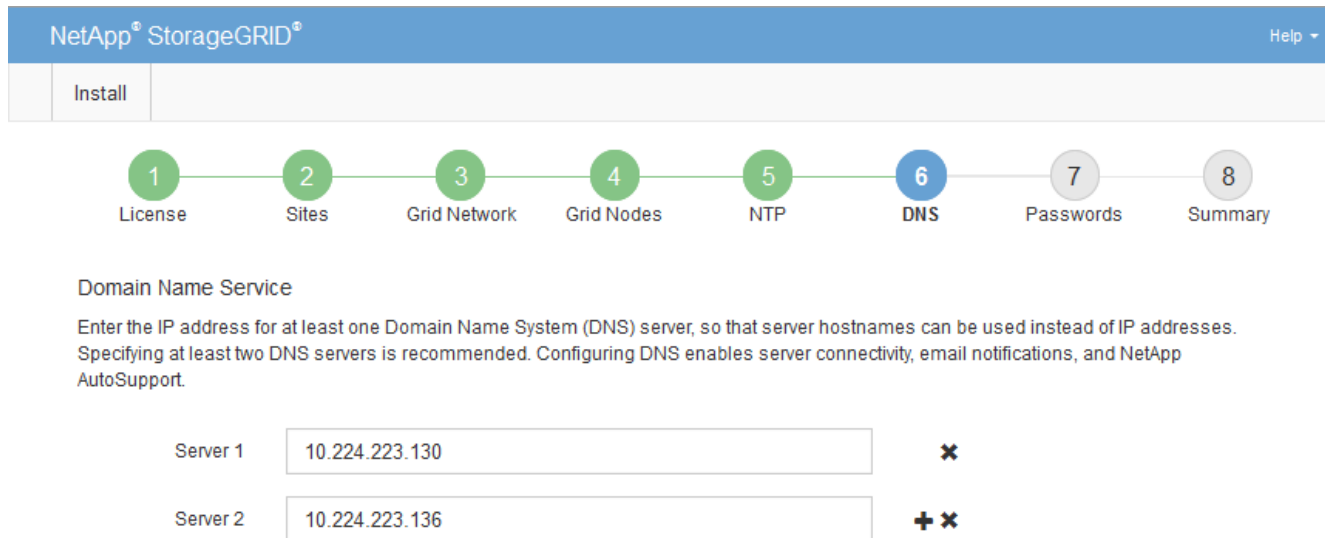 NetApp® StorageGRID®
Help
Install
1 2 3 4 5 6 7 8
License Sites Grid Network Grid Nodes NTP DNS Passwords Summary
Domain Name Service
Enter the IP address for at least one Domain Name System (DNS) server, so that server hostnames can be used instead of IP addresses.
Specifying at least two DNS servers is recommended. Configuring DNS enables server connectivity, email notifications, and NetApp
AutoSupport.
Server 1 10.224.223.130
Server 2 10.224.223.136